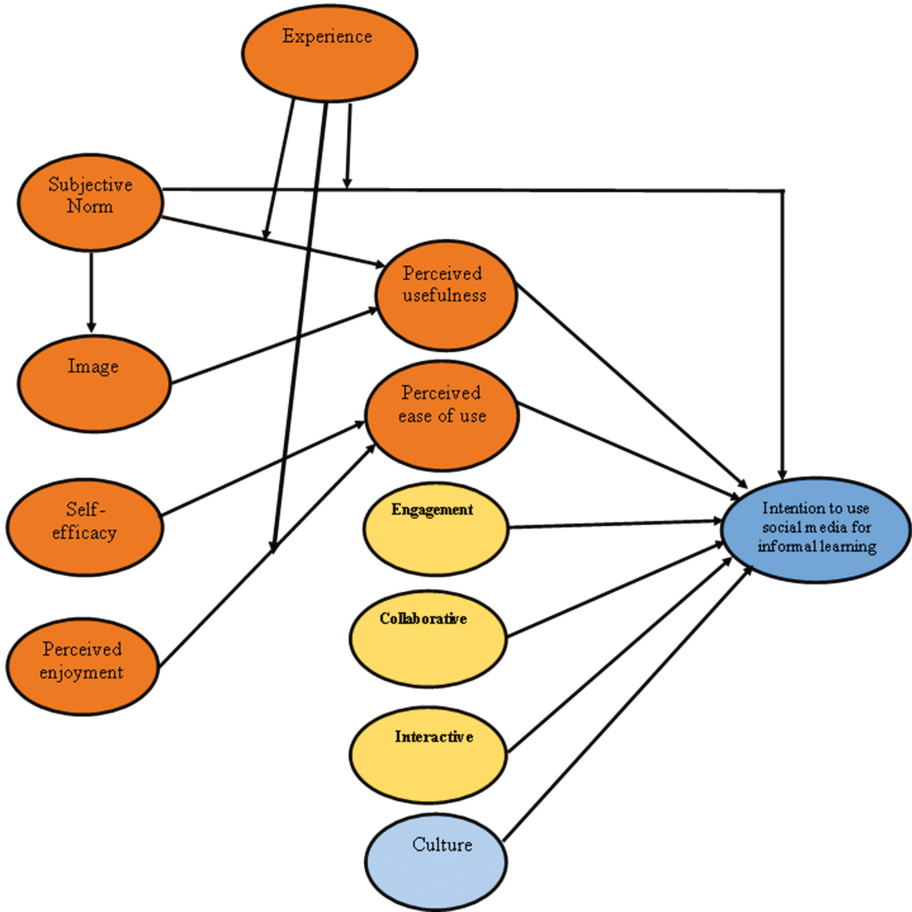 Experience
Subjective
Norm
Perceived
usefulness
Image
Perceived
ease of use
Self-
efficacy
Engagement
Intention to use
social media for
informal learning
Collaborative
Perceived
enjoyment
Interactive
Culture